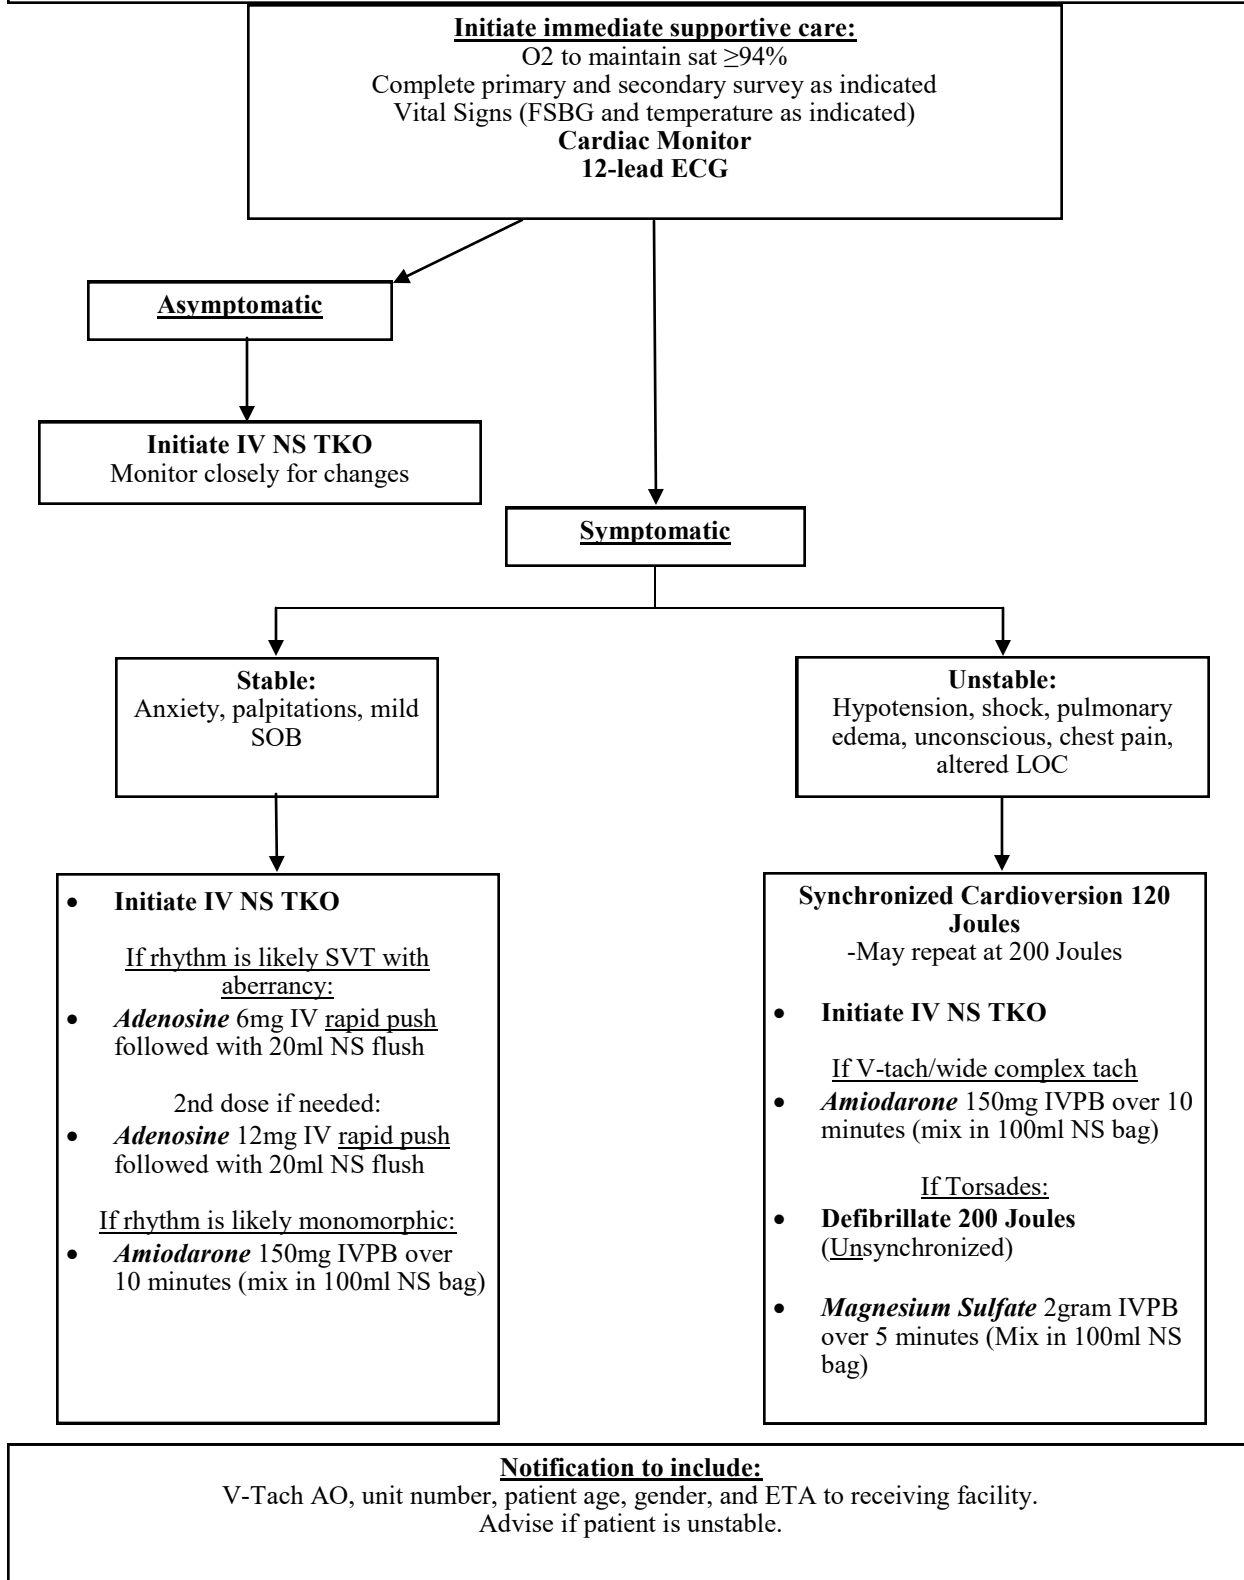 Initiate immediate supportive care:
O2 to maintain sat ≥94%
Complete primary and secondary survey as indicated
Vital Signs (FSBG and temperature as indicated)
Cardiac Monitor
12-lead ECG
Asymptomatic
Initiate IV NS TKO
Monitor closely for changes
Symptomatic
Stable:
Anxiety, palpitations, mild
SOB
Unstable:
Hypotension, shock, pulmonary
edema, unconscious, chest pain,
altered LOC
• Initiate IV NS TKO
If rhythm is likely SVT with
aberrancy:
• Adenosine 6mg IV rapid push
followed with 20ml NS flush
2nd dose if needed:
• Adenosine 12mg IV rapid push
followed with 20ml NS flush
If rhythm is likely monomorphic:
• Amiodarone 150mg IVPB over
10 minutes (mix in 100ml NS bag)
Synchronized Cardioversion 120
Joules
-May repeat at 200 Joules
• Initiate IV NS TKO
If V-tach/wide complex tach
• Amiodarone 150mg IVPB over 10
minutes (mix in 100ml NS bag)
If Torsades:
• Defibrillate 200 Joules
(Unsynchronized)
• Magnesium Sulfate 2gram IVPB
over 5 minutes (Mix in 100ml NS
bag)
Notification to include:
V-Tach AO, unit number, patient age, gender, and ETA to receiving facility.
Advise if patient is unstable.